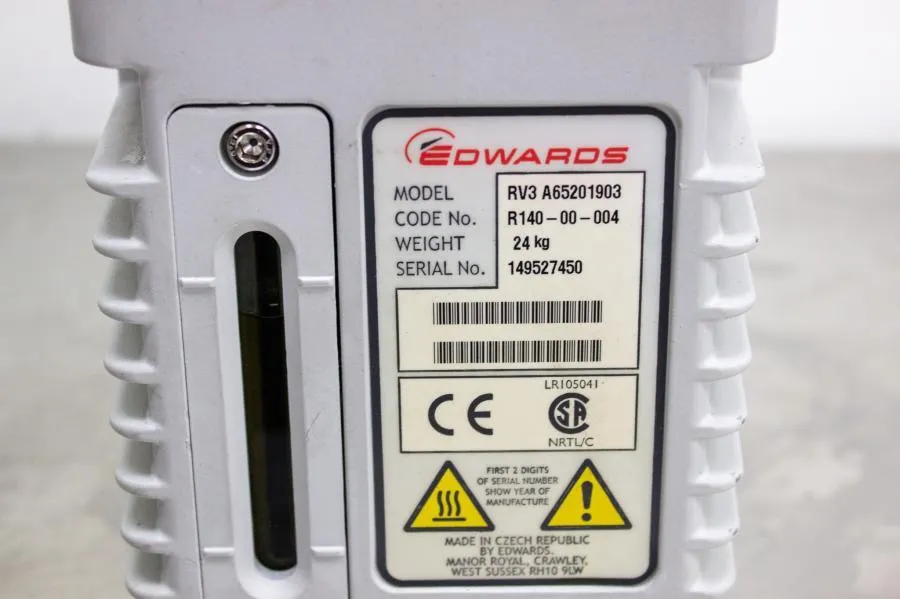 EDWARDS
MODEL RV3 A65201903
CODE No. R140-00-004
WEIGHT 24 kg
SERIAL No. 149527450
LR105041
CE CSA
NRTL/C
FIRST 2 DIGITS
OF SERIAL NUMBER
SHOW YEAR OF
MANUFACTURE
MADE IN CZECH REPUBLIC
BY EDWARDS.
MANOR ROYAL, CRAWLEY,
WEST SUSSEX RH10 9LW